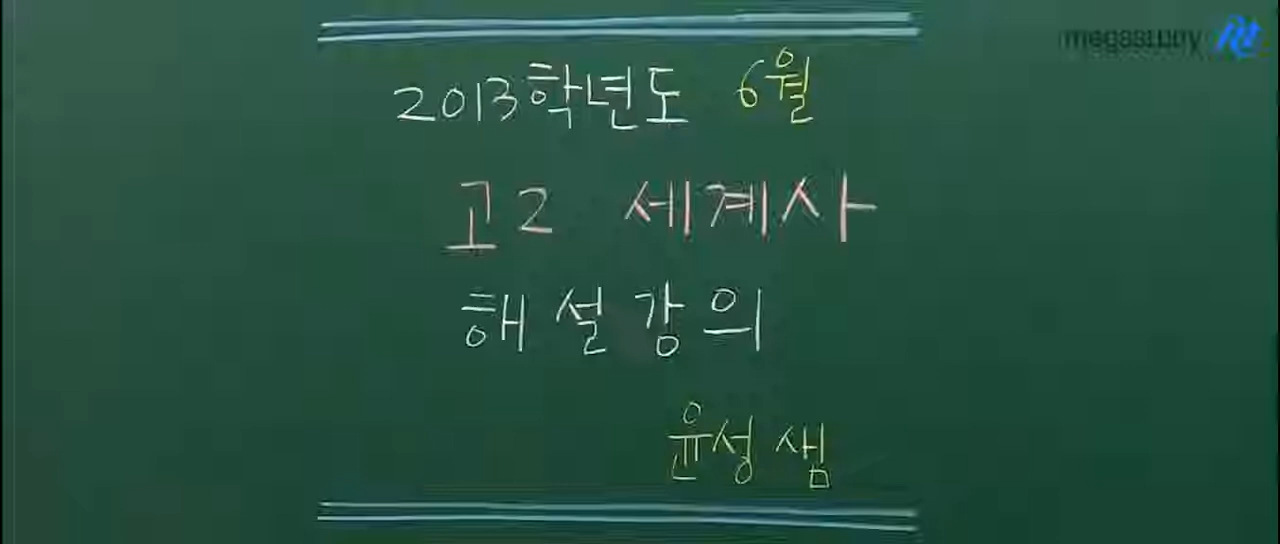 megastudy
2013학년도 6월
고2 세계사
해설강의
윤성 샘